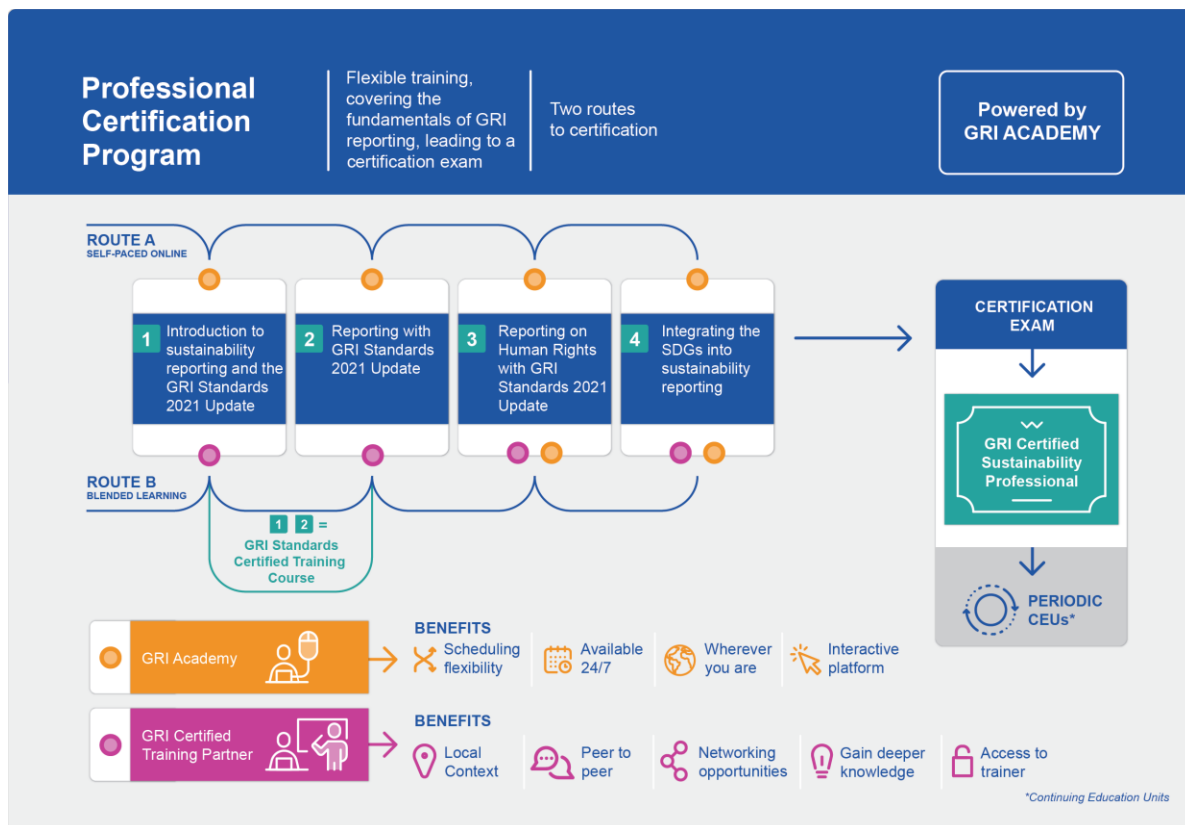 Professional
Certification
Program
Flexible training,
covering the
fundamentals of GRI
reporting, leading to a
certification exam
Two routes
to certification
Powered by
GRI ACADEMY
ROUTE A
SELF-PACED ONLINE
1
Introduction to
sustainability
reporting and the
GRI Standards
2021 Update
2
Reporting with
GRI Standards
2021 Update
3
Reporting on
Human Rights
with GRI
Standards 2021
Update
4
Integrating the
SDGs into
sustainability
reporting
CERTIFICATION
EXAM
GRI Certified
Sustainability
Professional
PERIODIC
CEUs*
ROUTE B
BLENDED LEARNING
1 2 =
GRI Standards
Certified Training
Course
GRI Academy
BENEFITS
Scheduling
flexibility
Available
24/7
Wherever
you are
Interactive
platform
GRI Certified
Training Partner
BENEFITS
Local
Context
Peer to
peer
Networking
opportunities
Gain deeper
knowledge
Access to
trainer
*Continuing Education Units